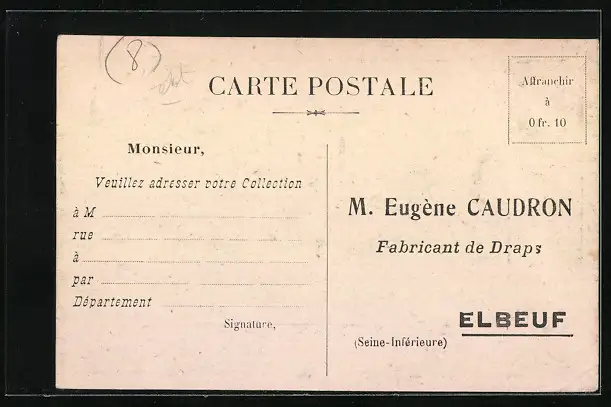 (8)
CARTE POSTALE
Affranchir
à
0 fr. 10
Monsieur,
Veuillez adresser votre Collection
à M
rue
à
par
Département
Signature,
M. Eugène CAUDRON
Fabricant de Draps
ELBEUF
(Seine-Inférieure)